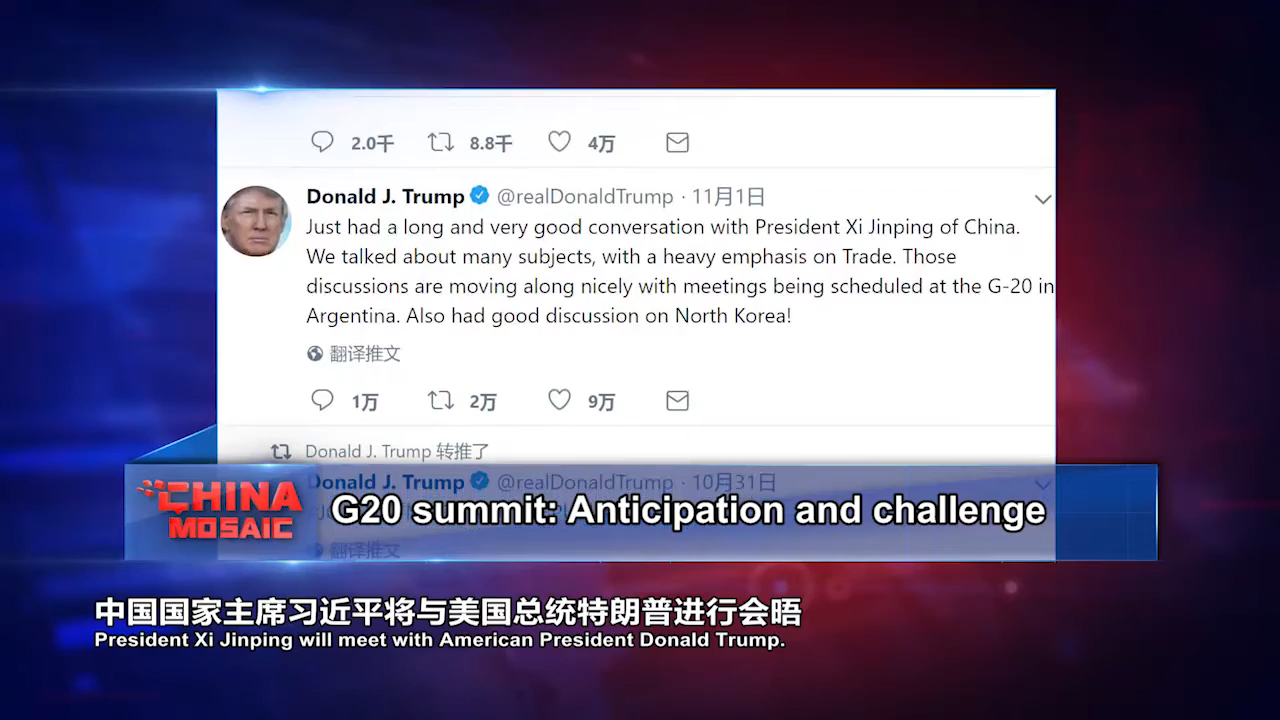 2.0千 8.8千 4万
Donald J. Trump @realDonaldTrump · 11月1日
Just had a long and very good conversation with President Xi Jinping of China.
We talked about many subjects, with a heavy emphasis on Trade. Those
discussions are moving along nicely with meetings being scheduled at the G-20 in
Argentina. Also had good discussion on North Korea!
翻译推文
1万 2万 9万
Donald J. Trump 转推了
Donald J. Trump @realDonaldTrump · 10月31日
CHINA
MOSAIC
G20 summit: Anticipation and challenge
翻译推文
中国国家主席习近平将与美国总统特朗普进行会晤
President Xi Jinping will meet with American President Donald Trump.